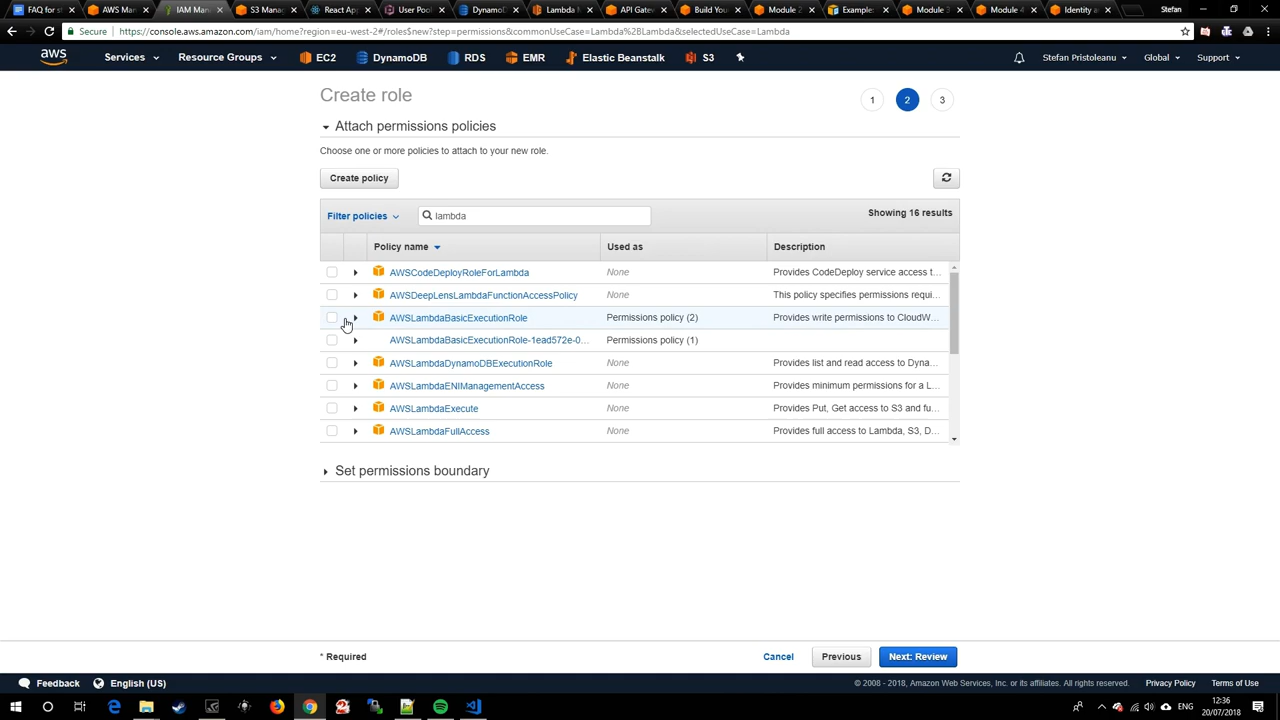 FAQ for st
AWS Man
IAM Man
S3 Manag
React App
User Pool
DynamoD
Lambda M
API Gatew
Build You
Module 2
Examples:
Module 3
Module 4
Identity an
Stefan
Secure
https://console.aws.amazon.com/iam/home?region=eu-west-2#/roles$new?step=permissions&commonUseCase=Lambda%2BLambda&selectedUseCase=Lambda
aws
Services
Resource Groups
EC2
DynamoDB
RDS
EMR
Elastic Beanstalk
S3
Stefan Pristoleanu
Global
Support
Create role
1
2
3
Attach permissions policies
Choose one or more policies to attach to your new role.
Create policy
Filter policies
lambda
Showing 16 results
Policy name
Used as
Description
AWSCodeDeployRoleForLambda
None
Provides CodeDeploy service access t...
AWSDeepLensLambdaFunctionAccessPolicy
None
This policy specifies permissions requi...
AWSLambdaBasicExecutionRole
Permissions policy (2)
Provides write permissions to CloudW...
AWSLambdaBasicExecutionRole-1ead572e-0...
Permissions policy (1)
AWSLambdaDynamoDBExecutionRole
None
Provides list and read access to Dyna...
AWSLambdaENIManagementAccess
None
Provides minimum permissions for a L...
AWSLambdaExecute
None
Provides Put, Get access to S3 and fu...
AWSLambdaFullAccess
None
Provides full access to Lambda, S3, D...
Set permissions boundary
* Required
Cancel
Previous
Next: Review
Feedback
English (US)
© 2008 - 2018, Amazon Web Services, Inc. or its affiliates. All rights reserved.
Privacy Policy
Terms of Use
ENG
12:36
20/07/2018